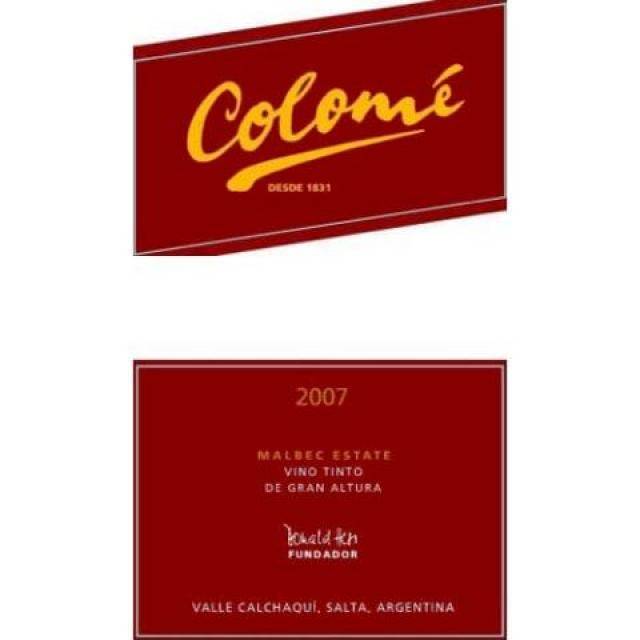 Colomé
DESDE 1831
2007
MALBEC ESTATE
VINO TINTO
DE GRAN ALTURA
FUNDADOR
VALLE CALCHAQUÍ, SALTA, ARGENTINA